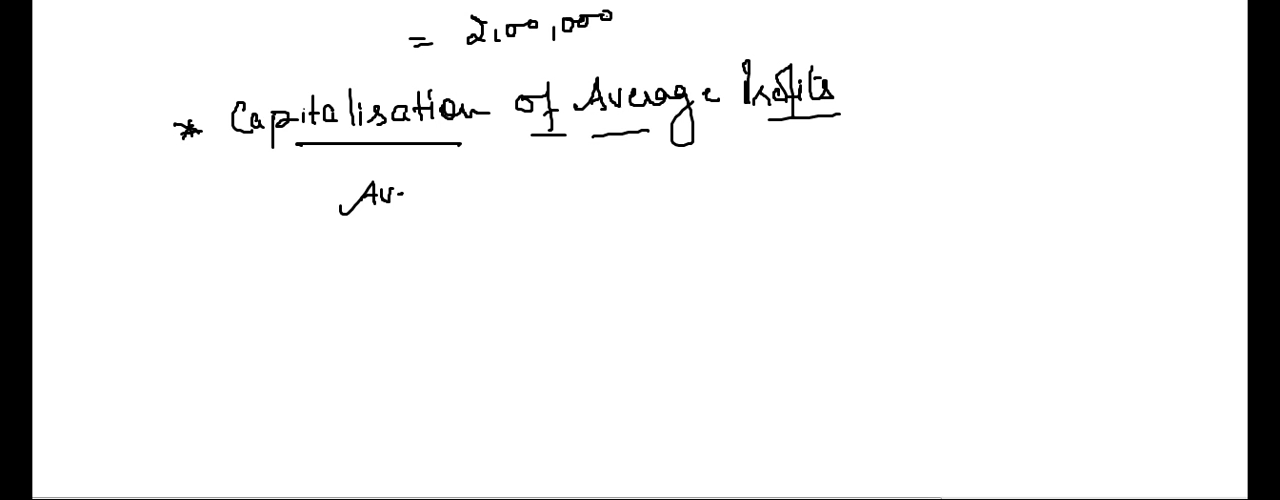 = 2,00,000
* Capitalisation of Average Profits
Av.